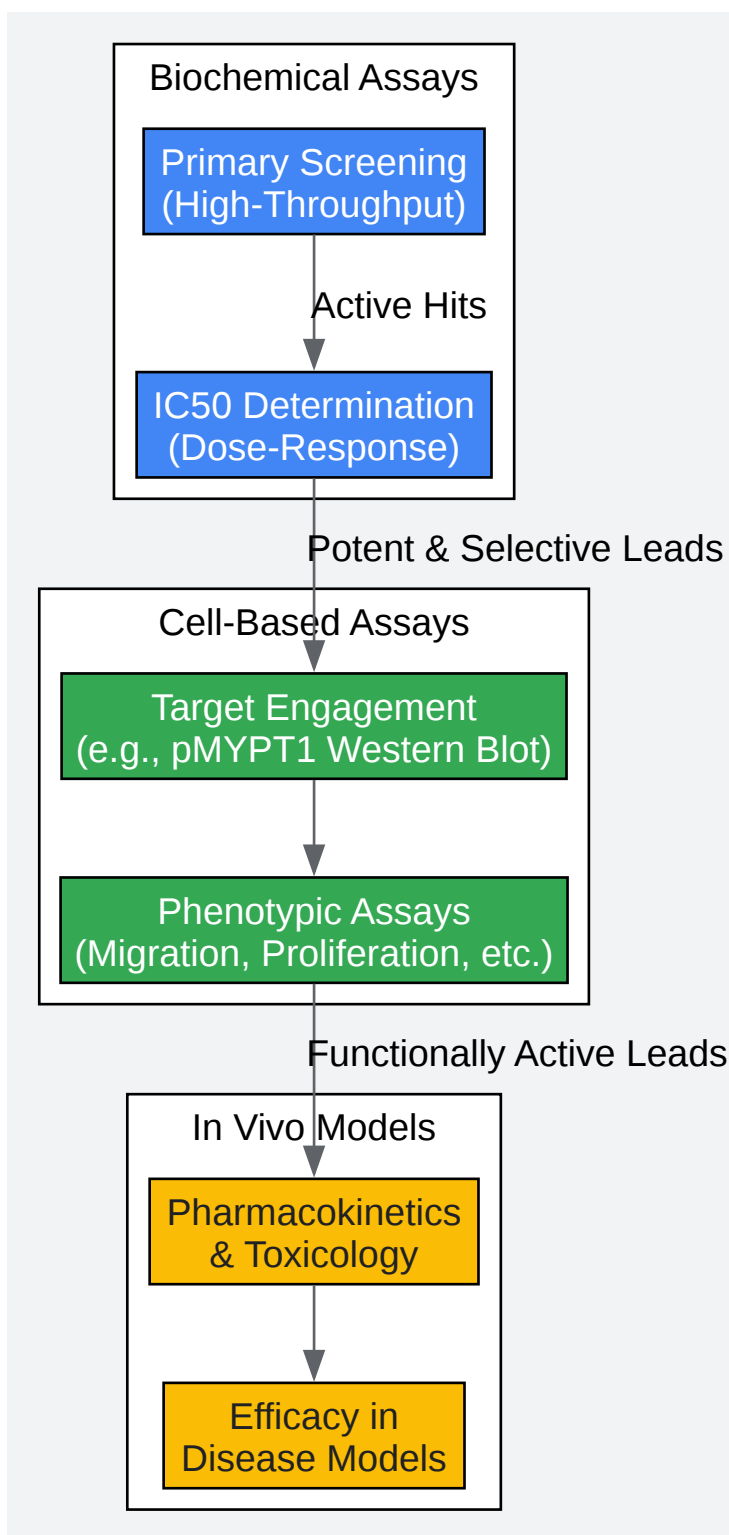 Biochemical Assays
Primary Screening
(High-Throughput)
Active Hits
IC50 Determination
(Dose-Response)
Potent & Selective Leads
Cell-Based Assays
Target Engagement
(e.g., pMYPT1 Western Blot)
Phenotypic Assays
(Migration, Proliferation, etc.)
Functionally Active Leads
In Vivo Models
Pharmacokinetics
& Toxicology
Efficacy in
Disease Models